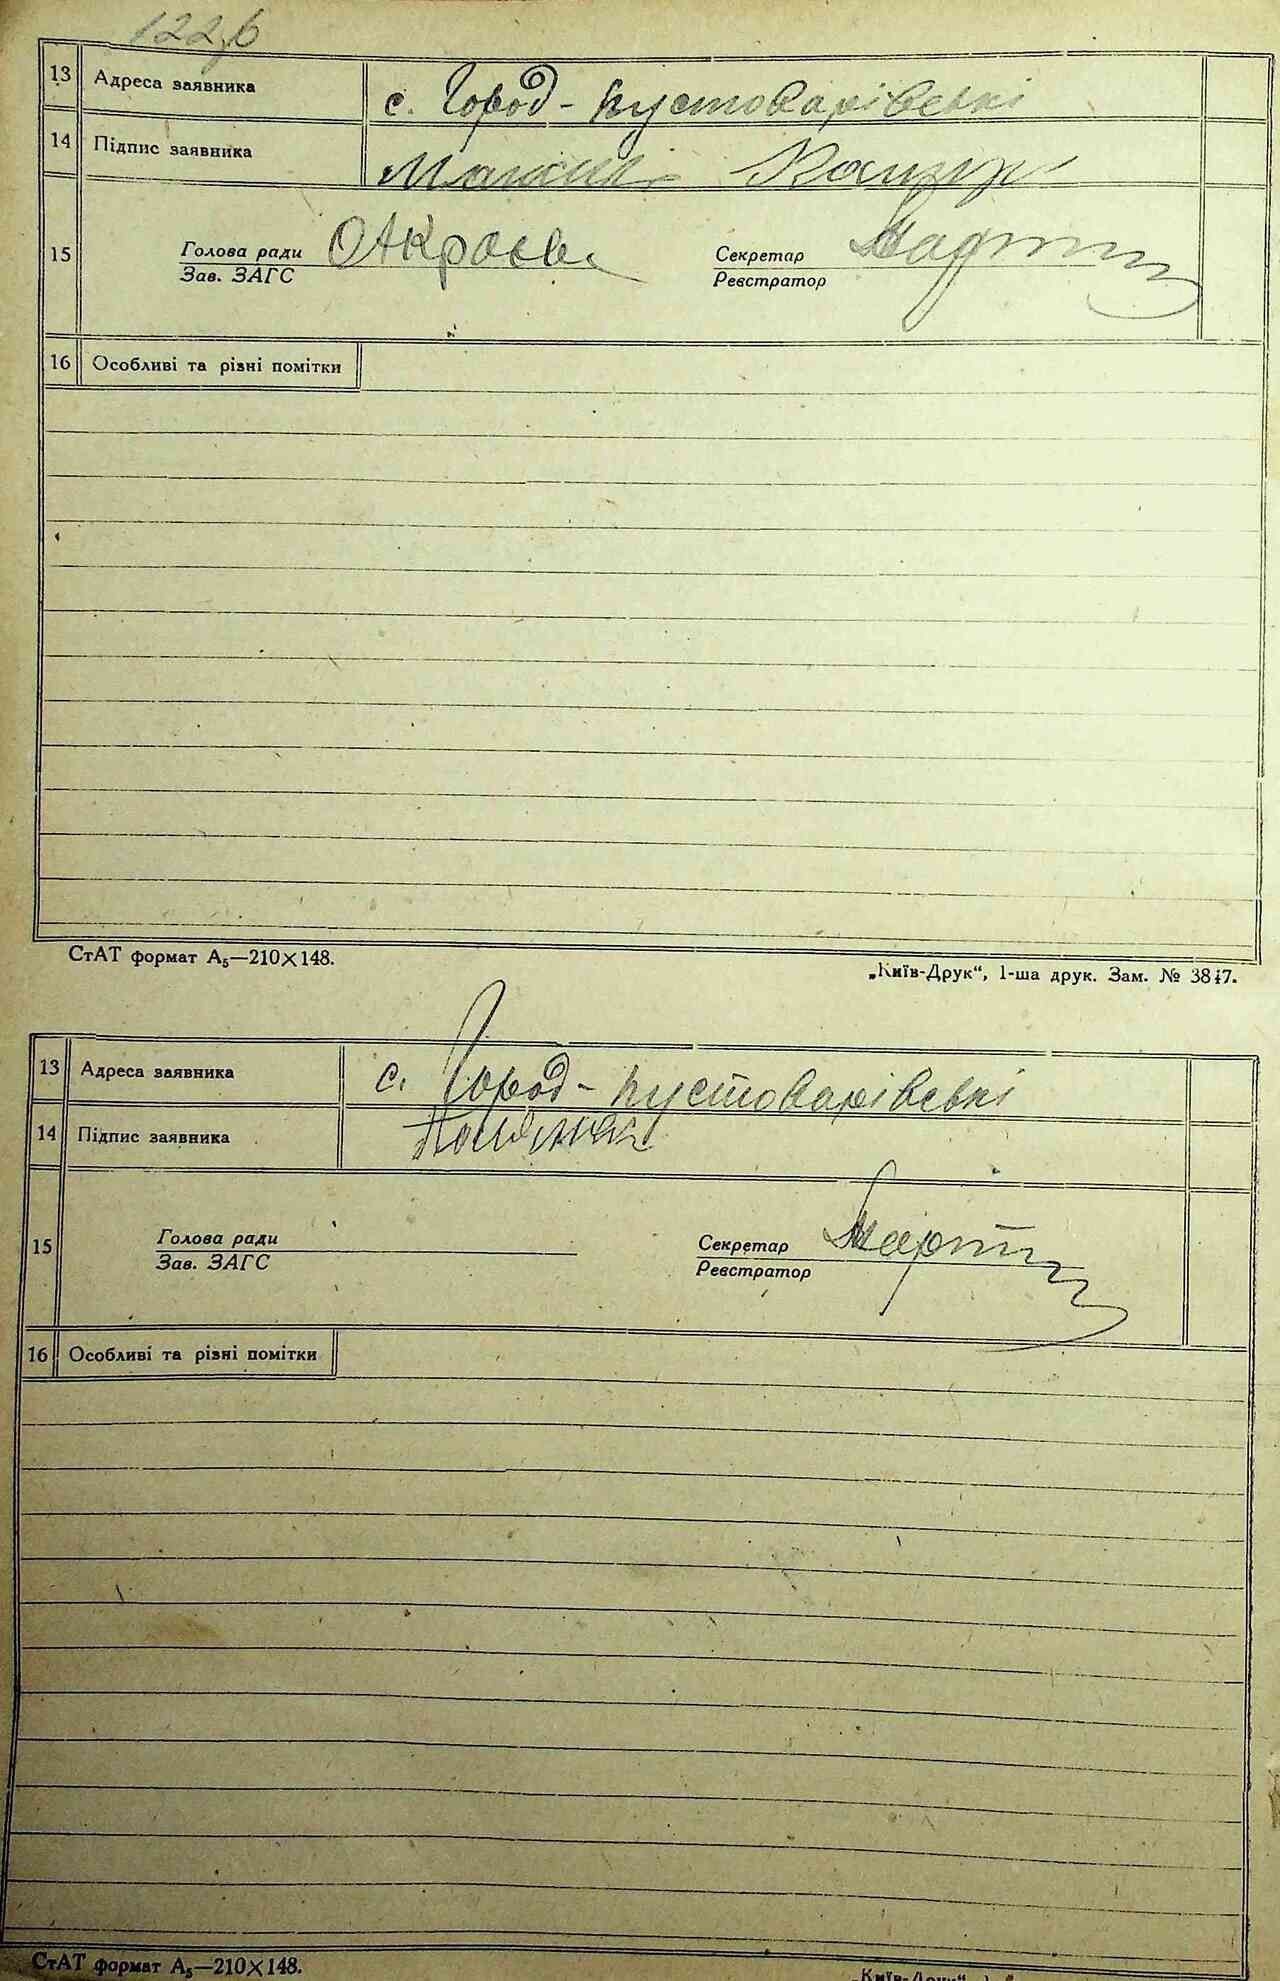 122б
13 Адреса заявника с. Город-пустоварівські
14 Підпис заявника
15 Голова ради Секретар
Зав. ЗАГС Реєстратор
16 Особливі та різні помітки
СтАТ формат А₅—210×148.
„Київ-Друк“, 1-ша друк. Зам. № 3847.
13 Адреса заявника с. Город-пустоварівські
14 Підпис заявника
15 Голова ради Секретар
Зав. ЗАГС Реєстратор
16 Особливі та різні помітки
СтАТ формат А₅—210×148.
„Київ-Друк“,